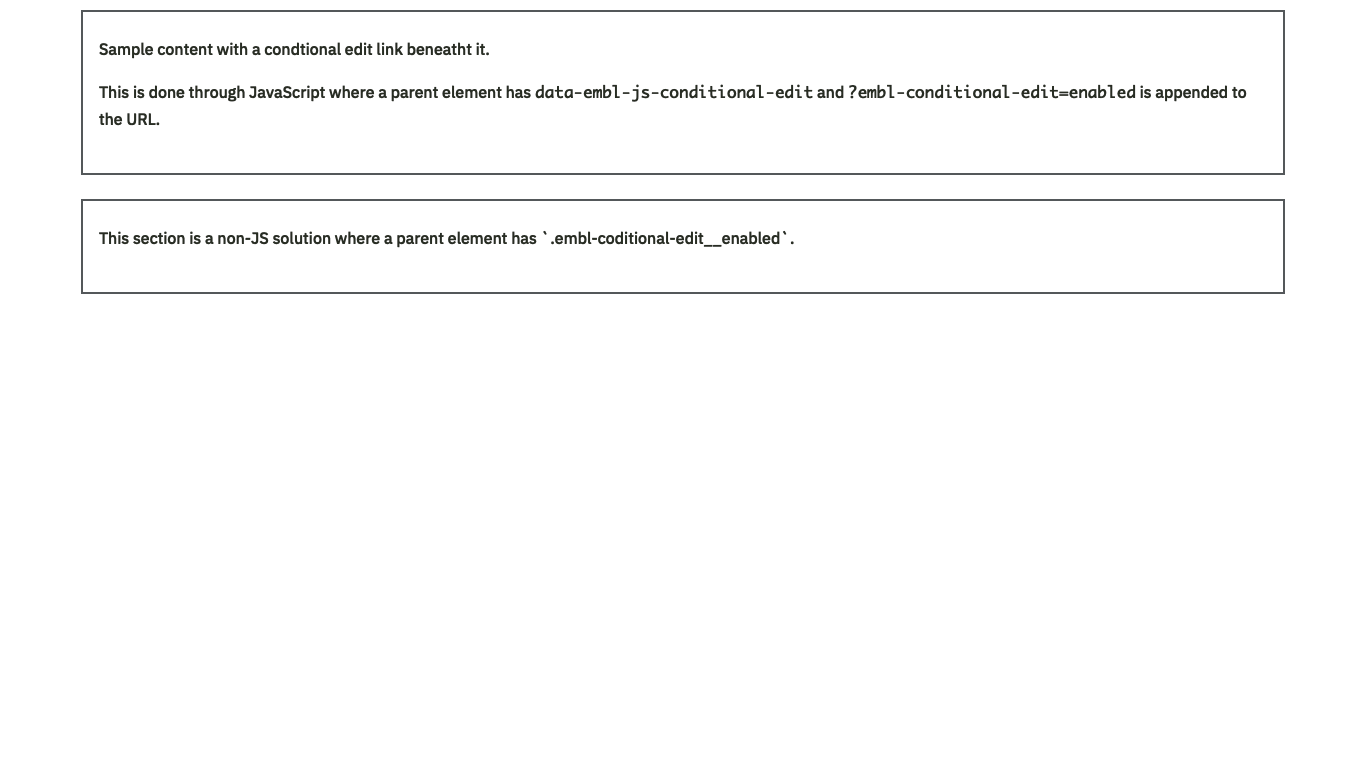 Sample content with a condtional edit link beneatht it.
This is done through JavaScript where a parent element has data-embl-js-conditional-edit and ?embl-conditional-edit=enabled is appended to
the URL.
This section is a non-JS solution where a parent element has `.embl-coditional-edit__enabled`.